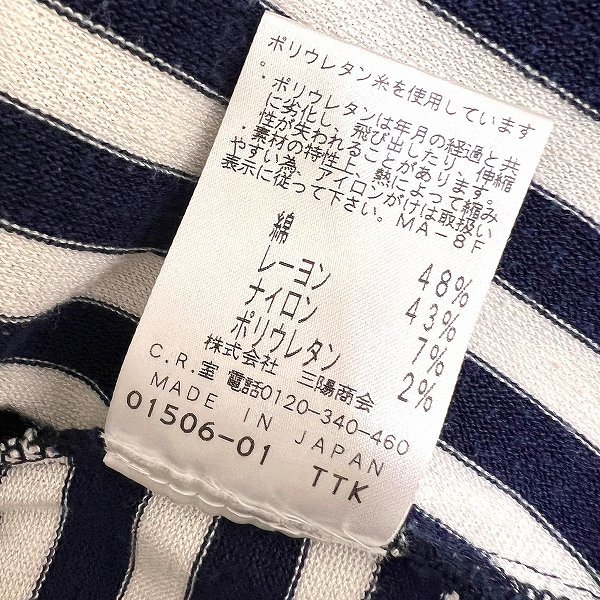 ポリウレタン糸を使用しています
。
・ポリウレタンは年月の経過と共
に劣化し、飛び出したり、伸縮
性が失われることがあります。
・素材の特性上、熱によって縮み
やすい為、アイロンがけは取扱い
表示に従って下さい。MA-8F
綿 48%
レーヨン 43%
ナイロン 7%
ポリウレタン 2%
株式会社 三陽商会
C.R.室 電話0120-340-460
MADE IN JAPAN
01506-01 TTK